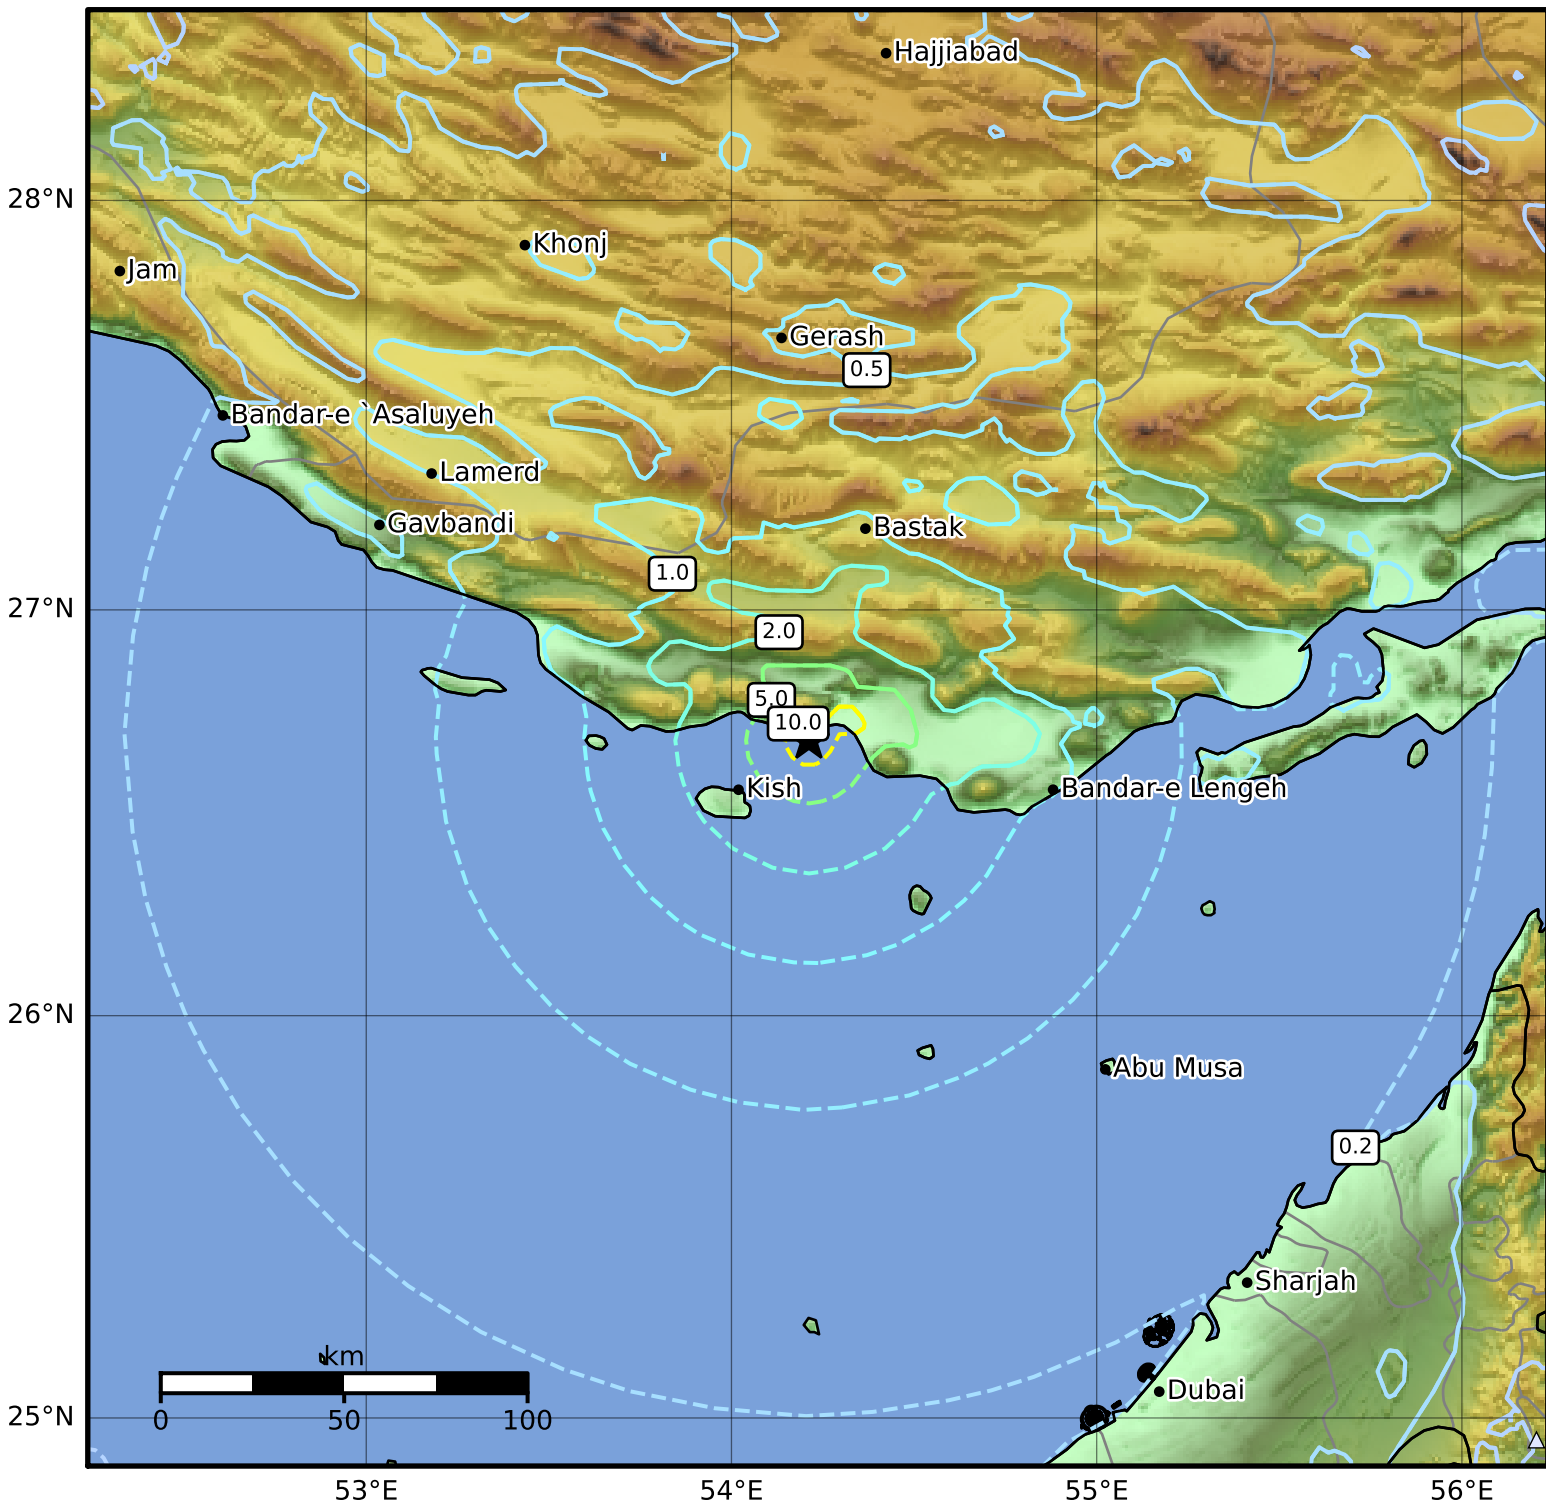 Hajjiabad
28°N
Khonj
Jam
Gerash
0.5
Bandar-e `Asaluyeh
Lamerd
Gavbandi
Bastak
1.0
27°N
2.0
5.0
10.0
Kish
Bandar-e Lengeh
26°N
Abu Musa
0.2
Sharjah
km
Dubai
25°N
0 50 100
53°E 54°E 55°E 56°E